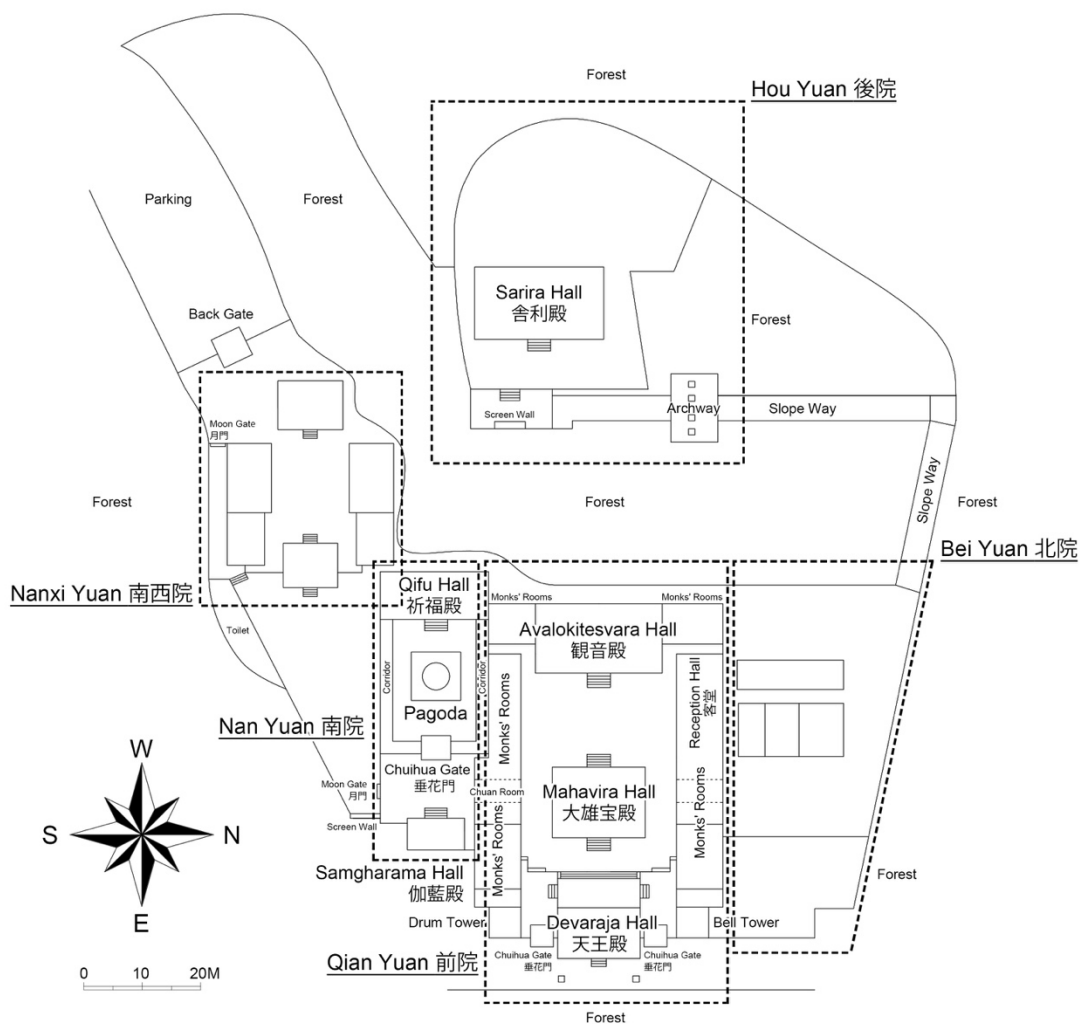 Forest
Hou Yuan 後院
Parking
Forest
Sarira Hall
舎利殿
Back Gate
Forest
Screen Wall
Archway
Slope Way
Moon Gate
月門
Forest
Forest
Slope Way
Forest
Bei Yuan 北院
Nanxi Yuan 南西院
Qifu Hall
祈福殿
Monks' Rooms
Monks' Rooms
Avalokitesvara Hall
観音殿
Toilet
Corridor
Corridor
Pagoda
Monks' Rooms
Reception Hall
客堂
Nan Yuan 南院
Chuihua Gate
垂花門
Moon Gate
月門
Chuan Room
Mahavira Hall
大雄宝殿
Screen Wall
Monks' Rooms
Monks' Rooms
W
S
N
E
Samgharama Hall
伽藍殿
Forest
Drum Tower
Devaraja Hall
天王殿
Bell Tower
Chuihua Gate
垂花門
Chuihua Gate
垂花門
Qian Yuan 前院
0 10 20M
Forest